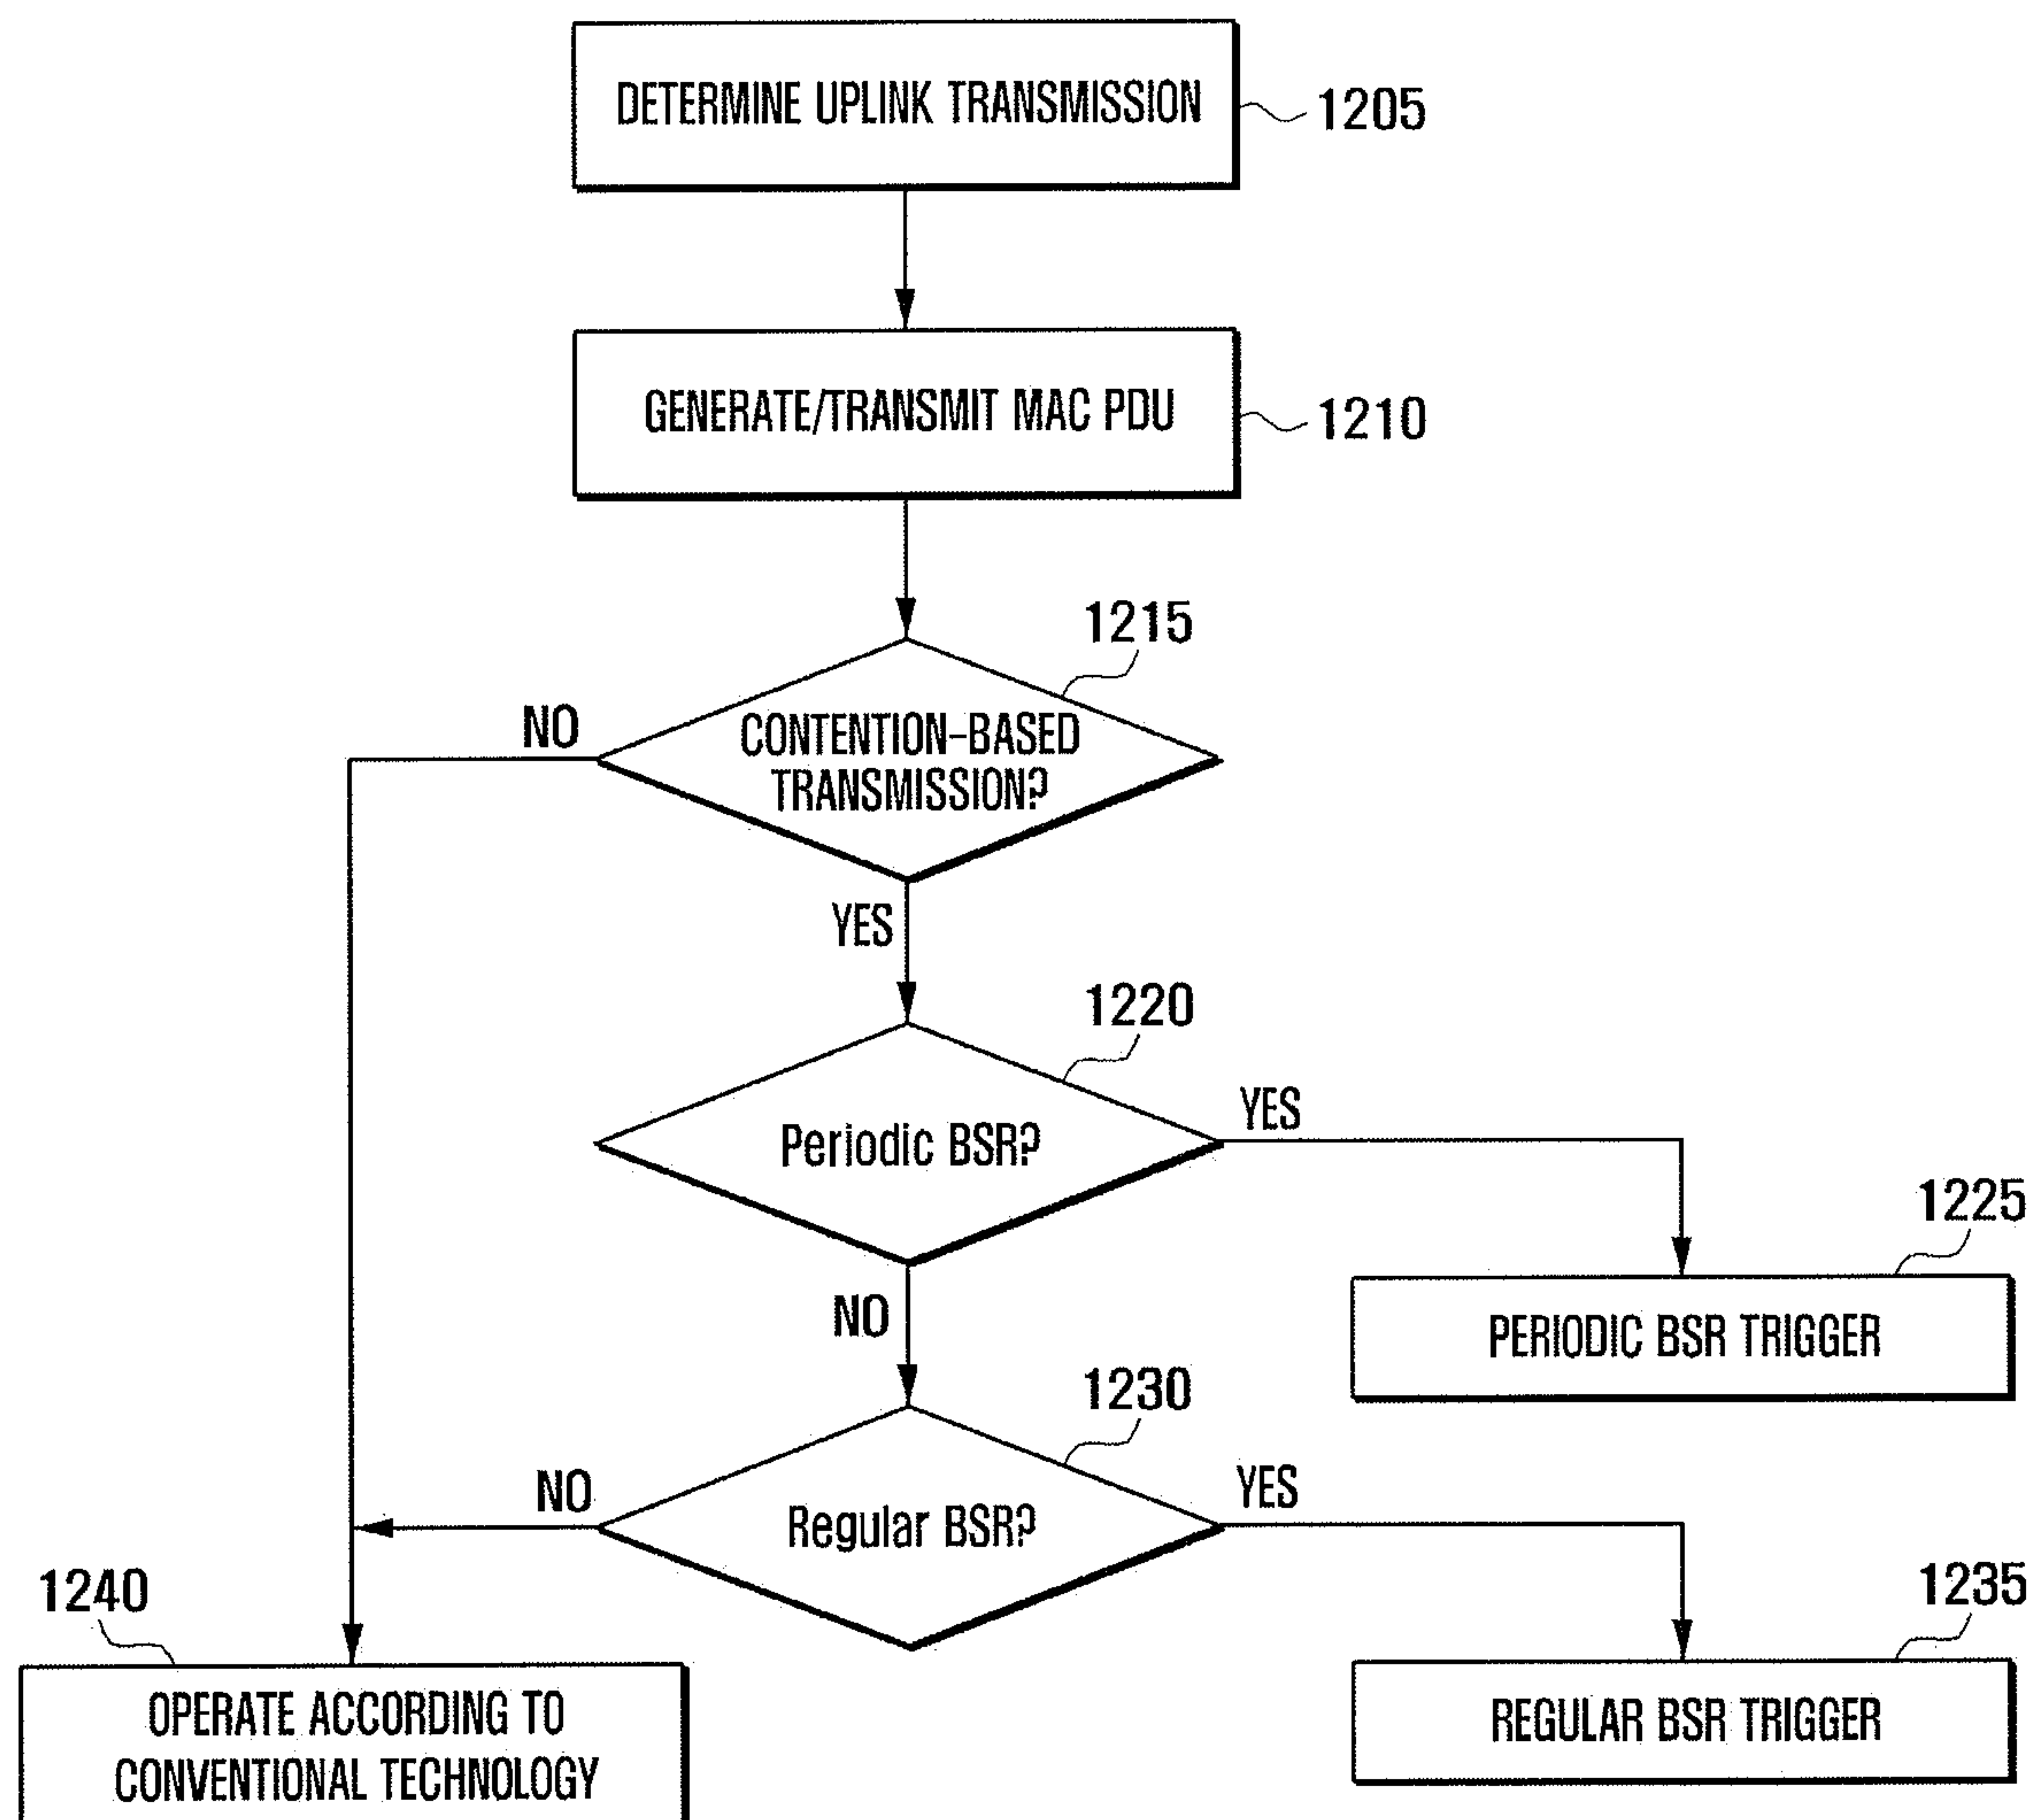 DETERMINE UPLINK TRANSMISSION
1205
GENERATE/TRANSMIT MAC PDU
1210
1215
NO
CONTENTION-BASED
TRANSMISSION?
YES
1220
YES
Periodic BSR?
1225
NO
PERIODIC BSR TRIGGER
1230
NO
YES
Regular BSR?
1240
1235
OPERATE ACCORDING TO
CONVENTIONAL TECHNOLOGY
REGULAR BSR TRIGGER